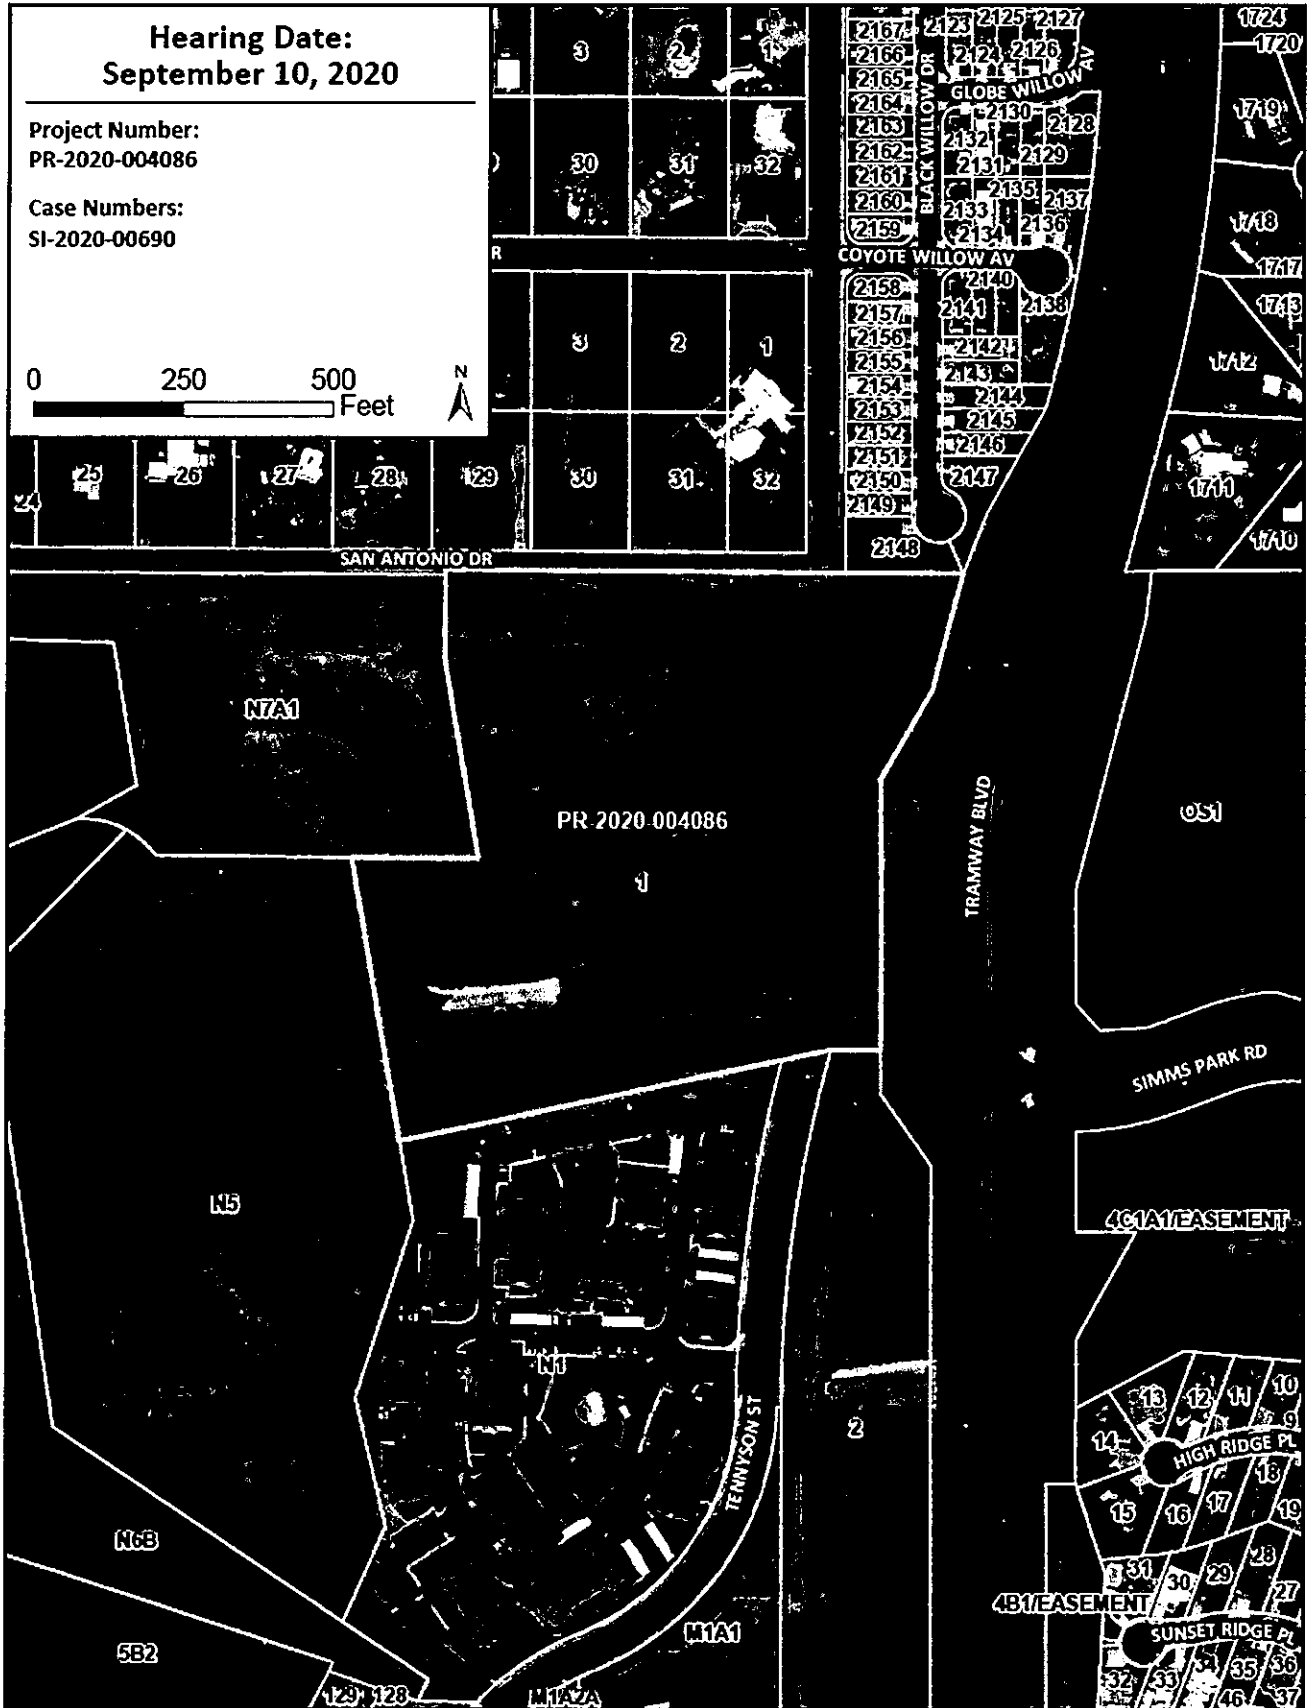 Hearing Date:
September 10, 2020
Project Number:
PR-2020-004086
Case Numbers:
SI-2020-00690
0 250 500
Feet
N
3 2 1
30 31 32
R
3 2 1
24 25 26 27 28 29 30 31 32
SAN ANTONIO DR
2167
2166
2165
2164
2163
2162
2161
2160
2159
BLACK WILLOW DR
2123 2125 2127
2124 2126
GLOBE WILLOW AV
2130 2128
2132
2131 2129
2135
2137
2133
2136
2134
COYOTE WILLOW AV
2158
2157
2156
2155
2154
2153
2152
2151
2150
2149
2148
2140
2141 2138
2142
2143
2144
2145
2146
2147
1724
1720
1719
1718
1717
1713
1712
1711
1710
N7A1
PR-2020-004086
1
TRAMWAY BLVD
OS1
SIMMS PARK RD
N5
4C1A1/EASEMENT
N1
TENNYSON ST
2
13 12 11 10
9
14
HIGH RIDGE PL
18
15 16 17 19
N6B
31 30 29 28
27
4B1/EASEMENT
SUNSET RIDGE PL
M1A1
5B2
32 33 34 35 36
37
129 128
M1A2A